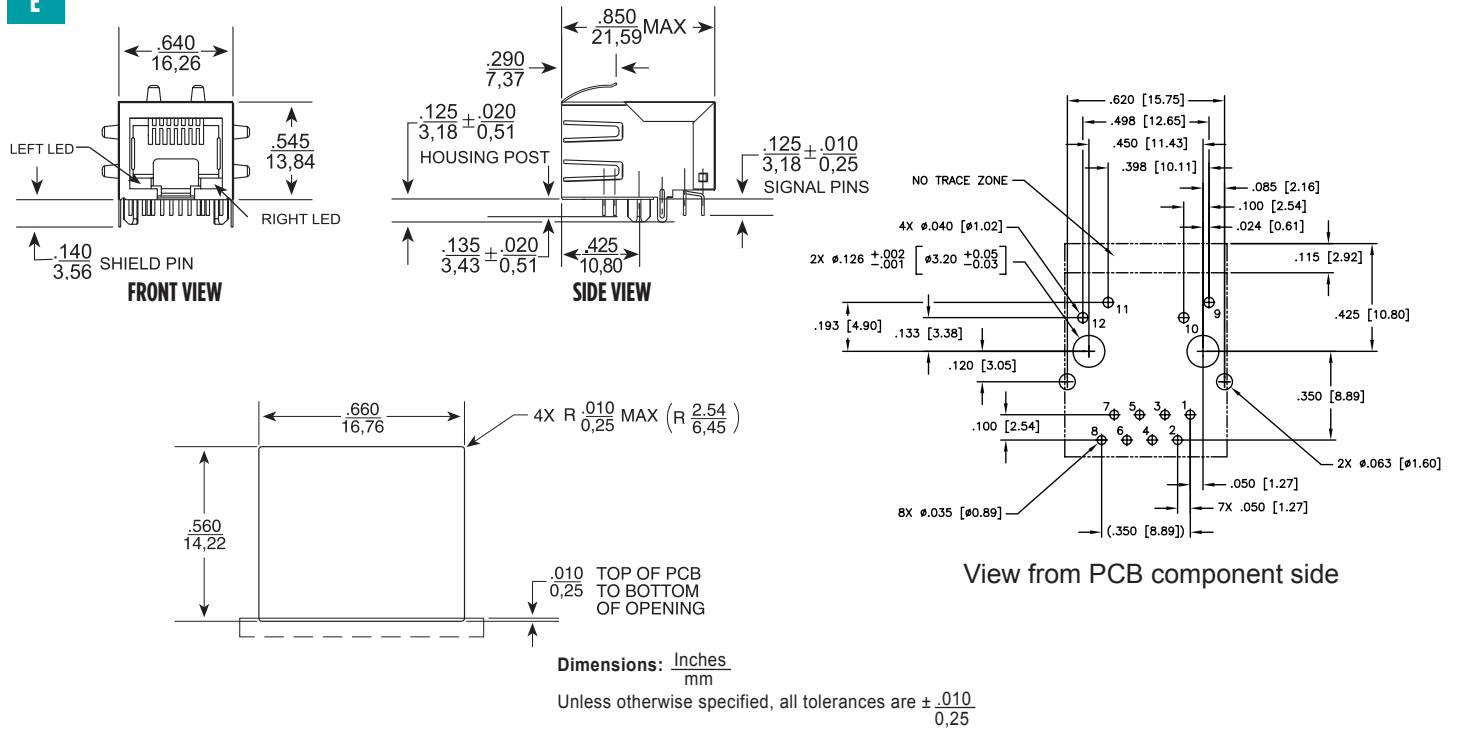 E
.640
16,26
LEFT LED
.545
13,84
RIGHT LED
.140
3,56
SHIELD PIN
FRONT VIEW
.850
21,59
MAX
.290
7,37
.125 ± .020
3,18 0,51
HOUSING POST
.125 ± .010
3,18 0,25
SIGNAL PINS
.135 ± .020
3,43 0,51
.425
10,80
SIDE VIEW
.620 [15.75]
.498 [12.65]
.450 [11.43]
.398 [10.11]
NO TRACE ZONE
.085 [2.16]
.100 [2.54]
.024 [0.61]
4X ø.040 [ø1.02]
2X ø.126 +.002 -.001 [ø3.20 +0.05 -0.03]
.115 [2.92]
.425 [10.80]
11
9
12
10
.193 [4.90]
.133 [3.38]
.120 [3.05]
.350 [8.89]
7 5 3 1
.100 [2.54]
8 6 4 2
2X ø.063 [ø1.60]
.050 [1.27]
8X ø.035 [ø0.89]
7X .050 [1.27]
(.350 [8.89])
View from PCB component side
.660
16,76
4X R .010 MAX (R 2.54)
0,25 6,45
.560
14,22
.010
0,25
TOP OF PCB
TO BOTTOM
OF OPENING
Dimensions: Inches
mm
Unless otherwise specified, all tolerances are ± .010
0,25